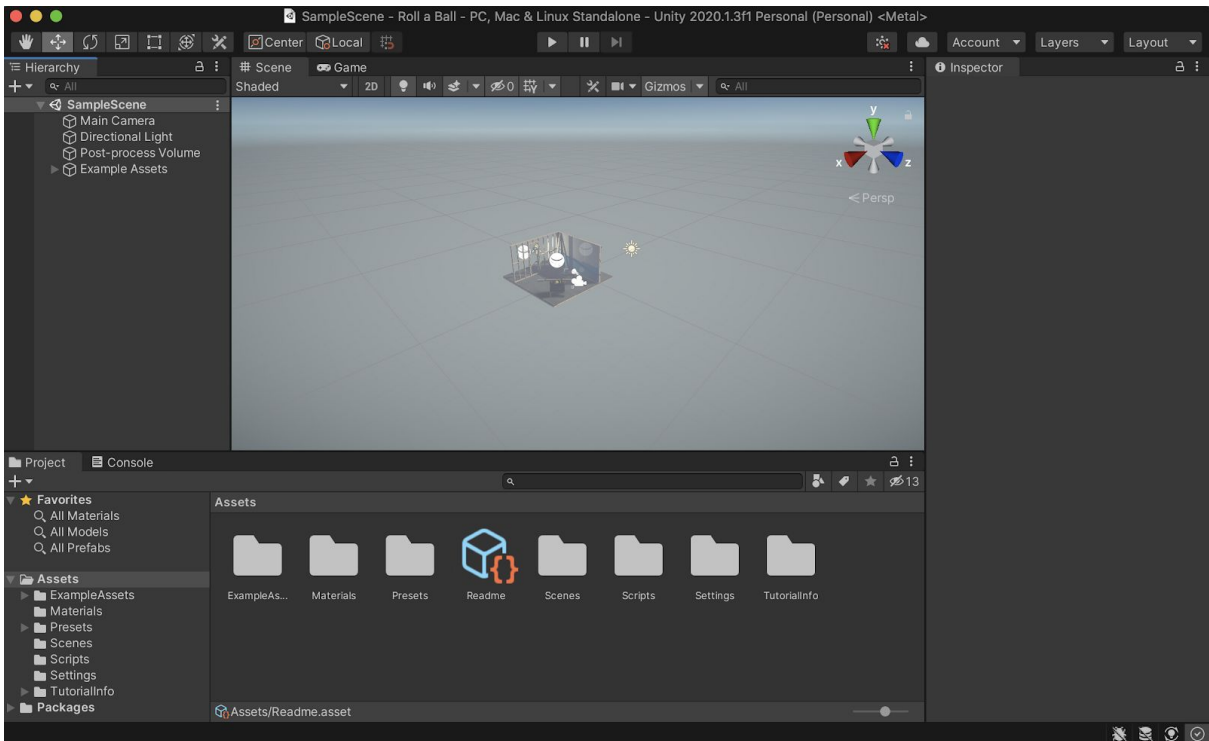 SampleScene - Roll a Ball - PC, Mac & Linux Standalone - Unity 2020.1.3f1 Personal (Personal) <Metal>
Center Local Account Layers Layout
Hierarchy
All
SampleScene
Main Camera
Directional Light
Post-process Volume
Example Assets
Scene Game
Shaded 2D 0 Gizmos All
y
x z
Persp
Inspector
Project Console
13
Favorites
All Materials
All Models
All Prefabs
Assets
ExampleAssets
Materials
Presets
Scenes
Scripts
Settings
TutorialInfo
Packages
Assets
ExampleAs... Materials Presets Readme Scenes Scripts Settings TutorialInfo
Assets/Readme.asset